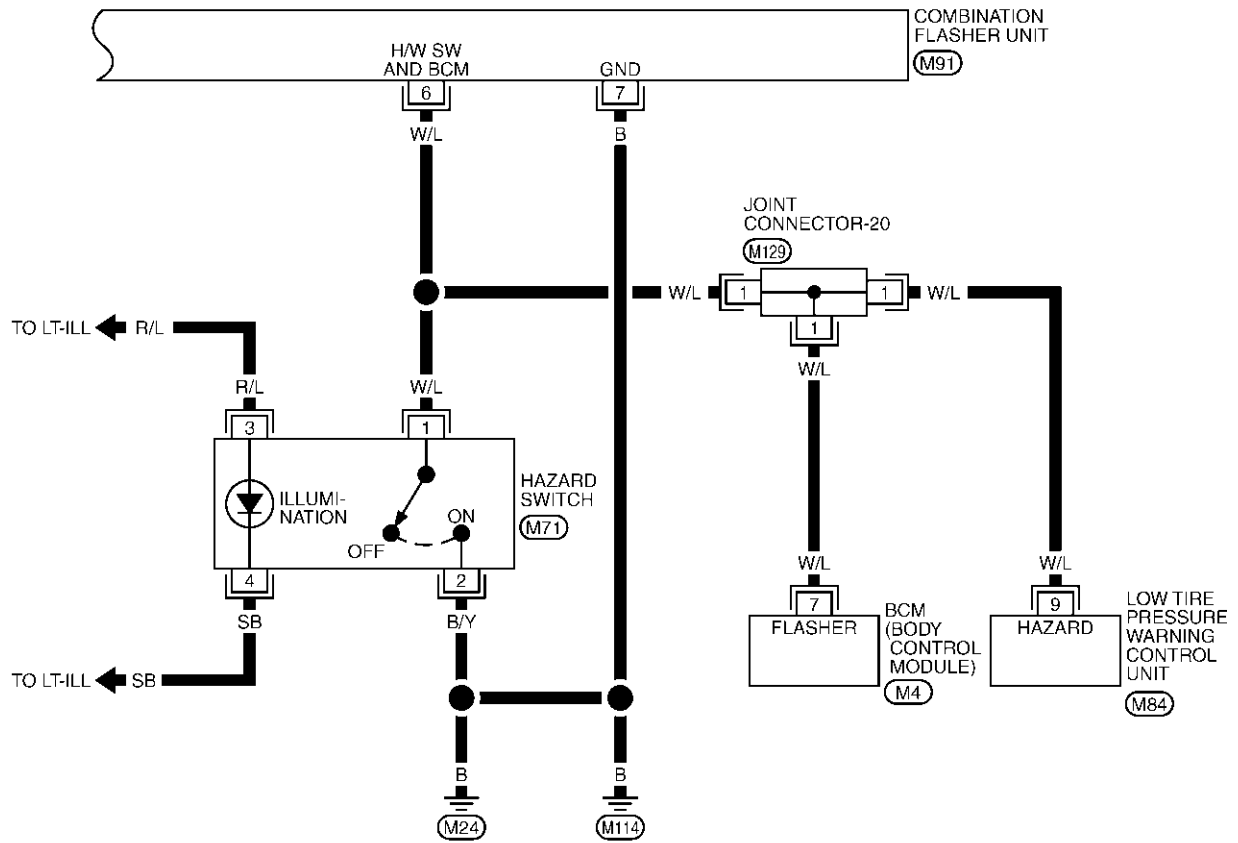 COMBINATION
FLASHER UNIT
M91
H/W SW
AND BCM
GND
6
7
W/L
B
JOINT
CONNECTOR-20
M129
W/L
1
1
W/L
1
TO LT-ILL
R/L
R/L
W/L
W/L
3
1
ILLUMI-
NATION
OFF
ON
HAZARD
SWITCH
M71
4
2
SB
B/Y
TO LT-ILL
SB
W/L
W/L
7
9
FLASHER
HAZARD
BCM
(BODY
CONTROL
MODULE)
M4
LOW TIRE
PRESSURE
WARNING
CONTROL
UNIT
M84
B
B
M24
M114